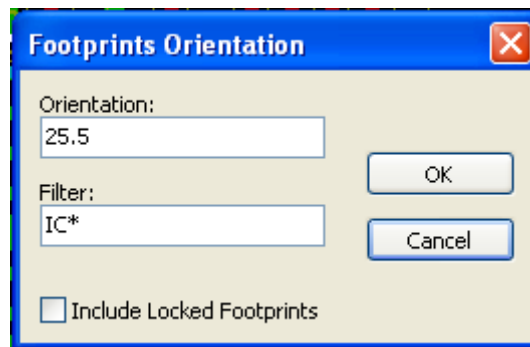 Footprints Orientation
Orientation:
25.5
OK
Filter:
IC*
Cancel
Include Locked Footprints